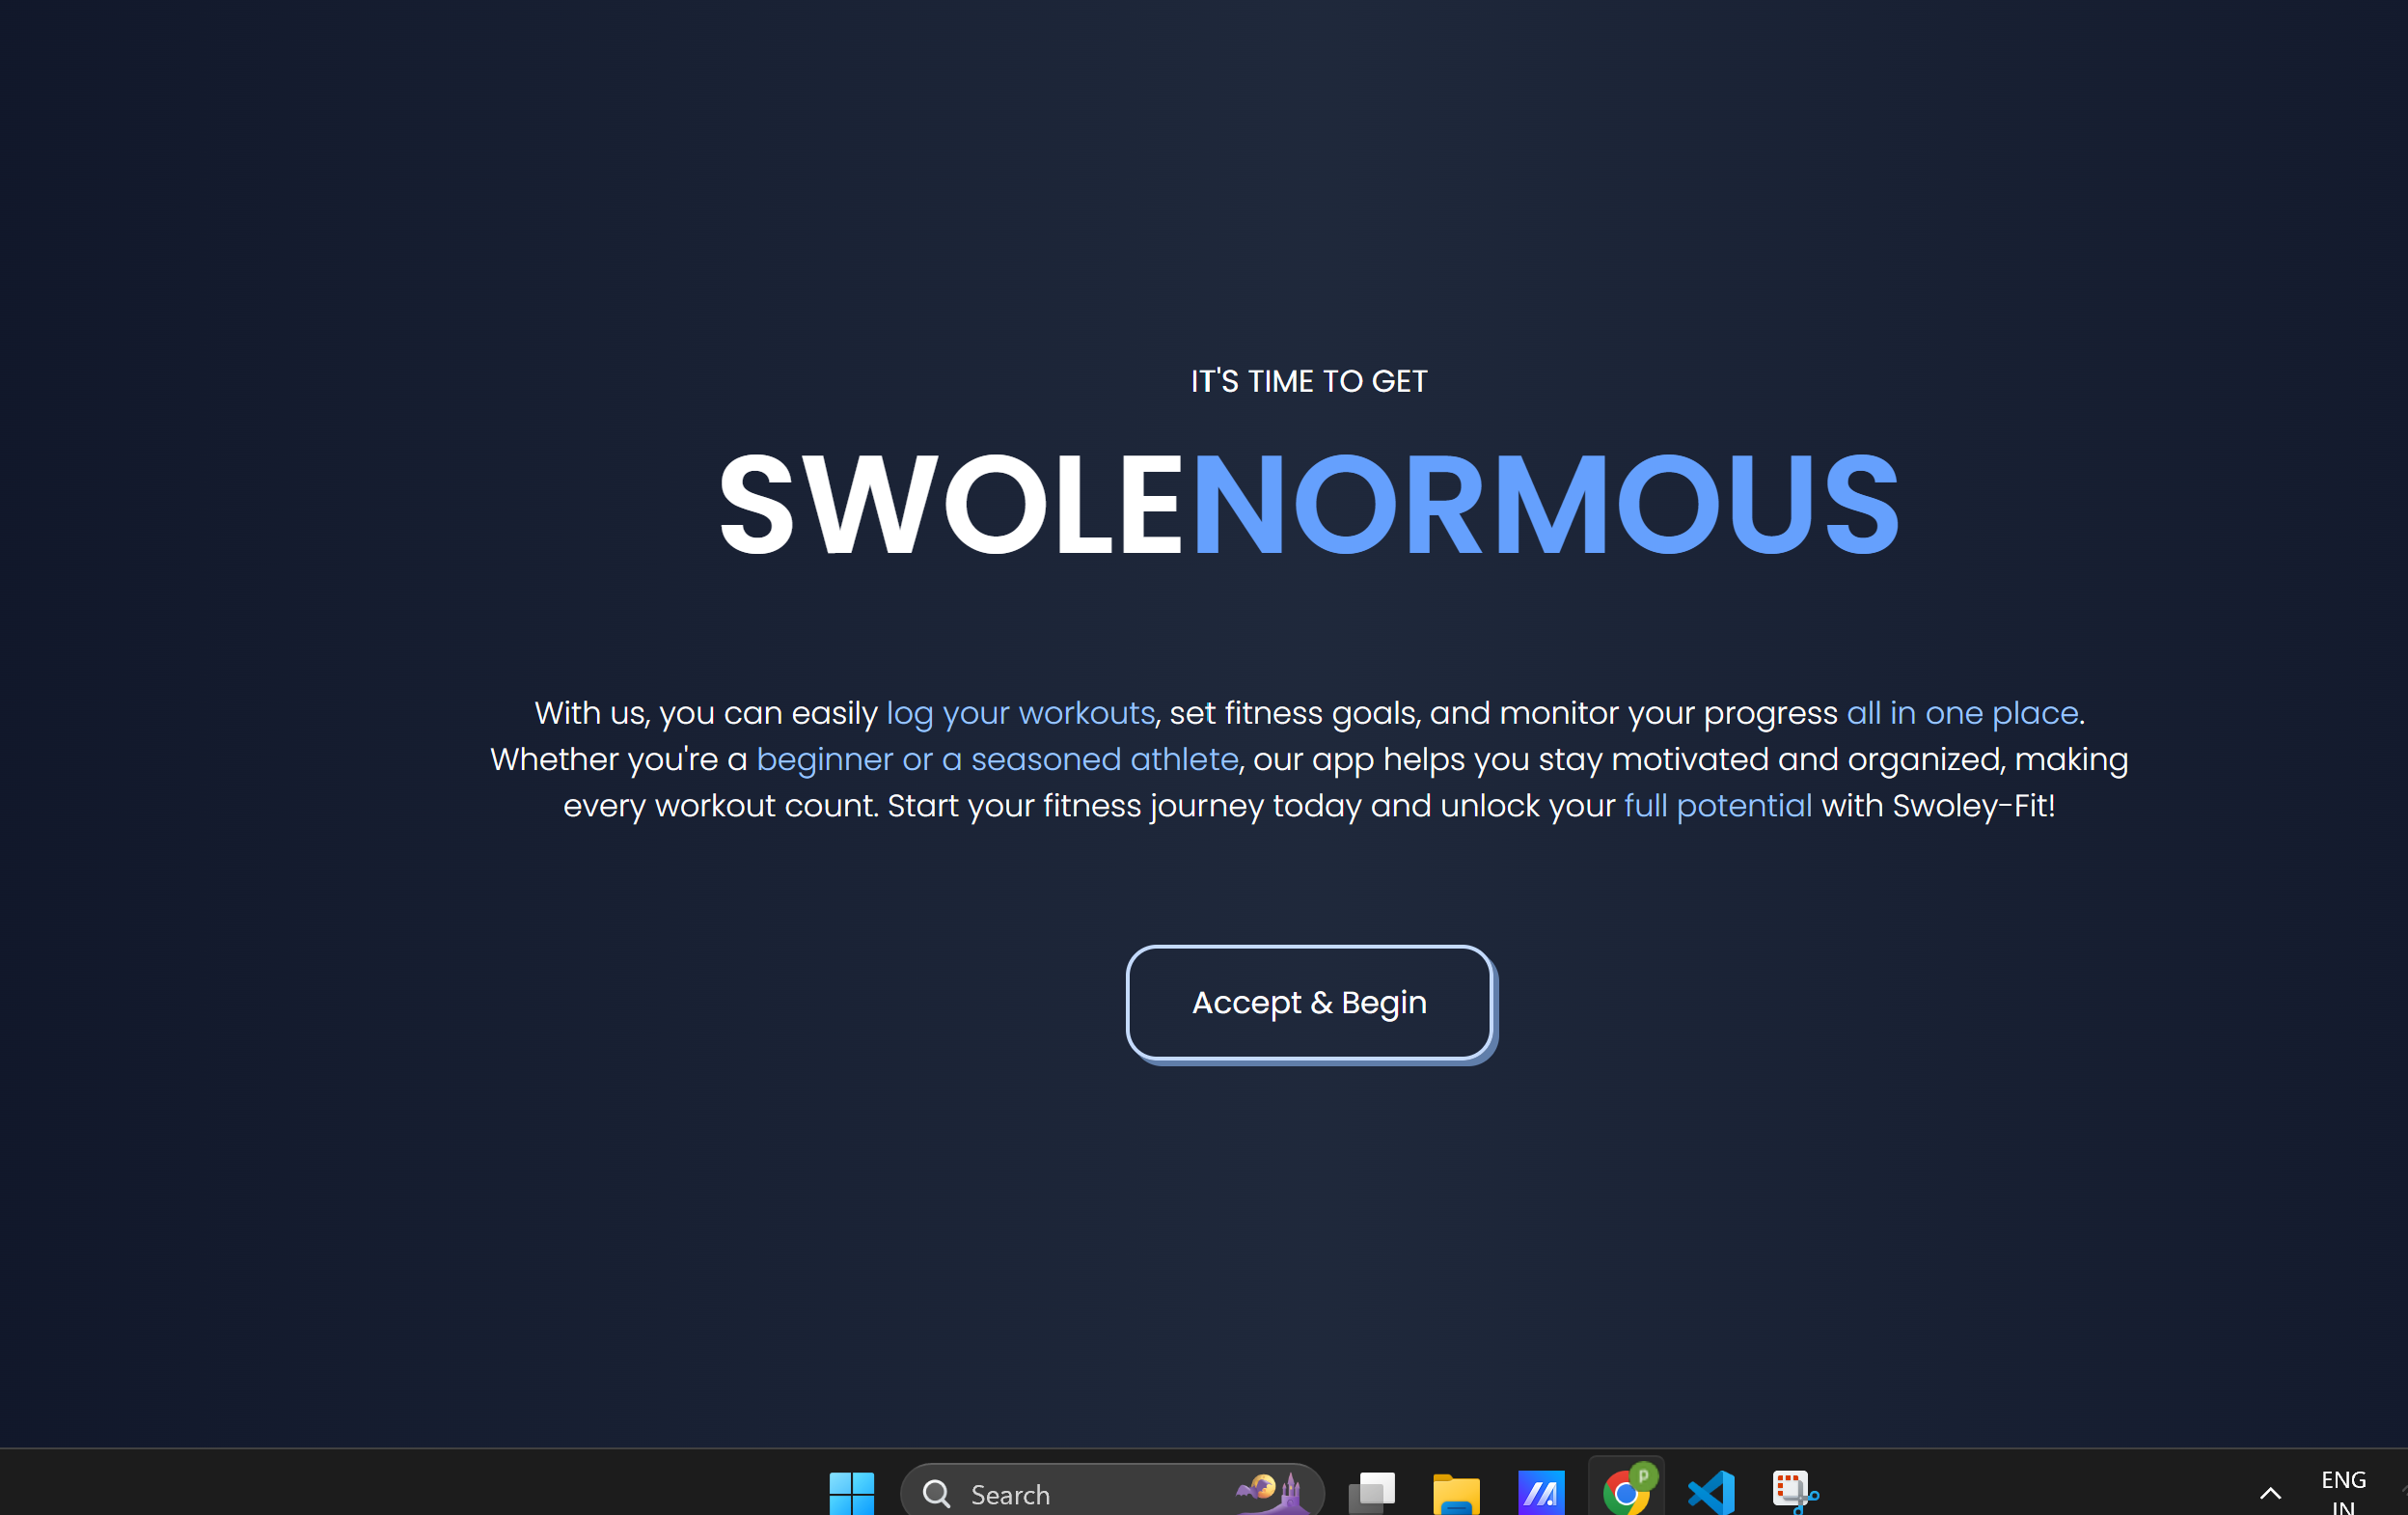 IT'S TIME TO GET
SWOLENORMOUS
With us, you can easily log your workouts, set fitness goals, and monitor your progress all in one place.
Whether you're a beginner or a seasoned athlete, our app helps you stay motivated and organized, making
every workout count. Start your fitness journey today and unlock your full potential with Swoley-Fit!
Accept & Begin
Search
ENG
IN